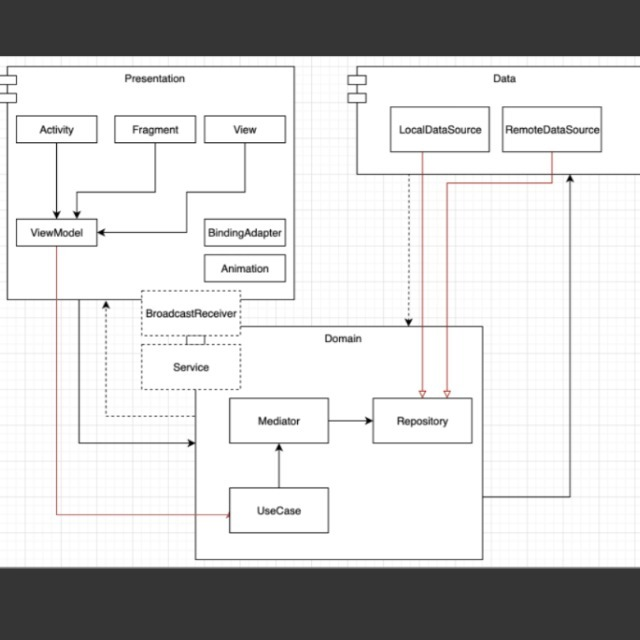 Presentation
Data
Activity
Fragment
View
LocalDataSource
RemoteDataSource
ViewModel
BindingAdapter
Animation
BroadcastReceiver
Service
Domain
Mediator
Repository
UseCase